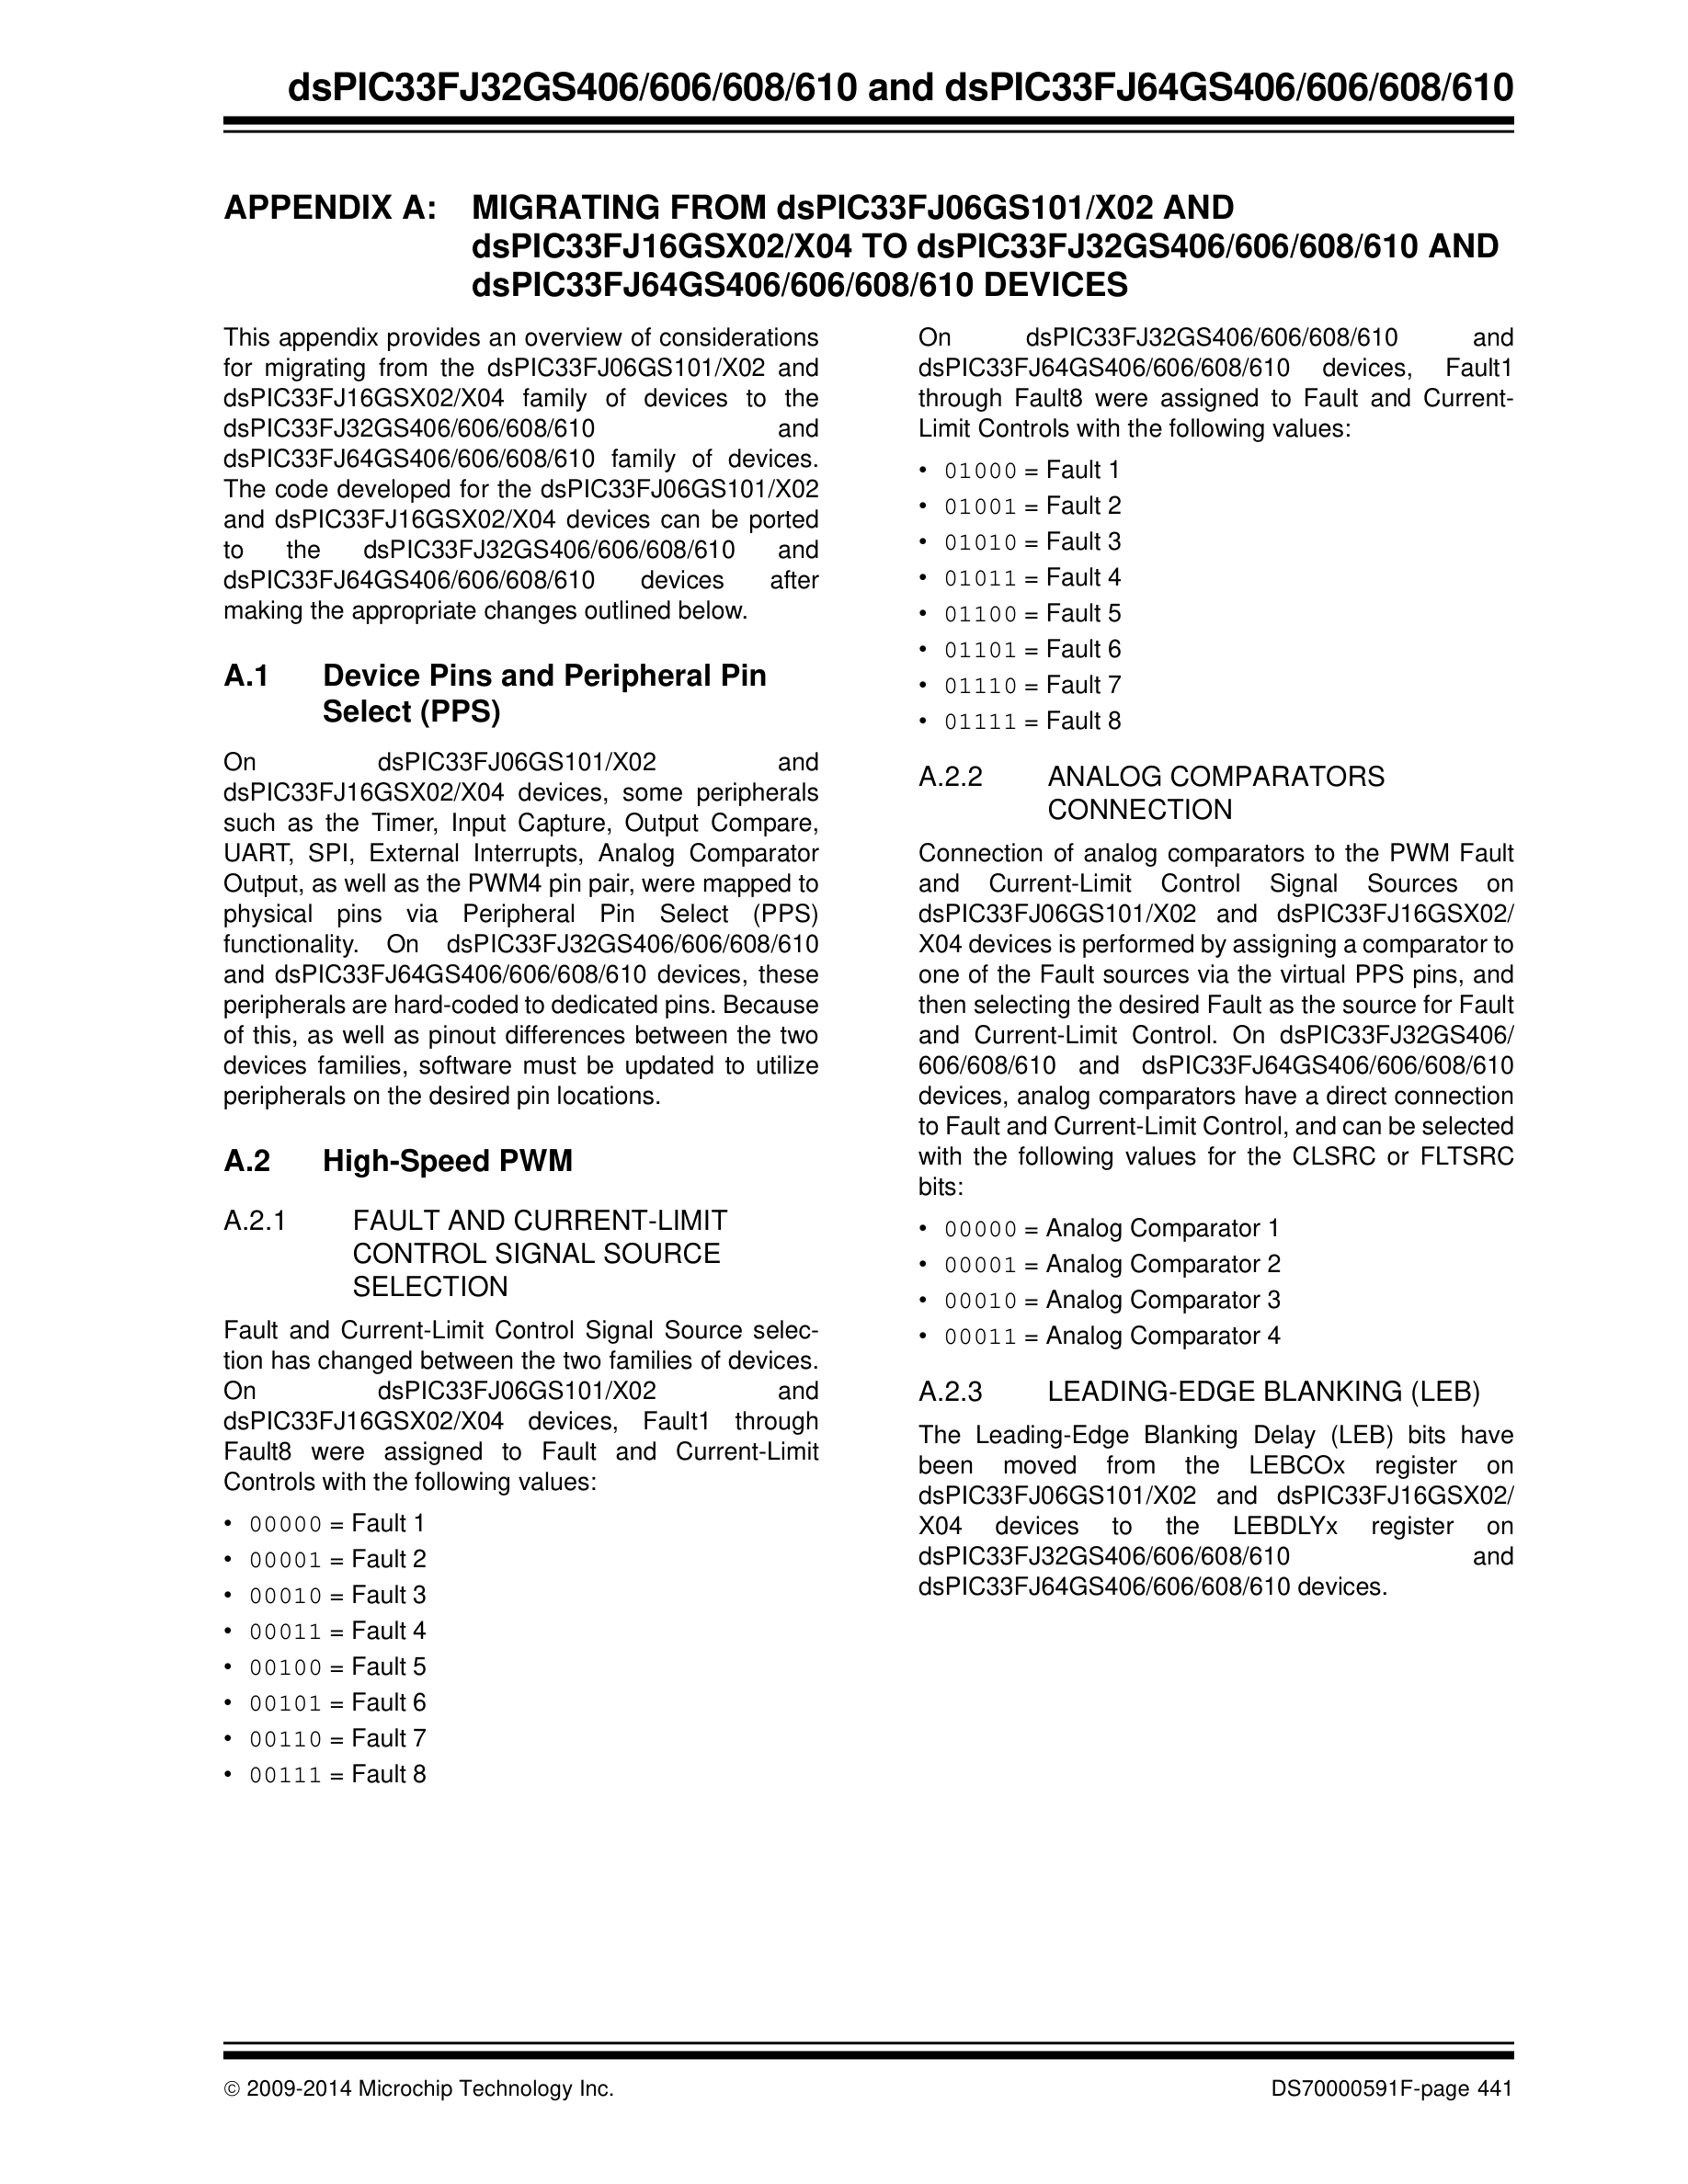 dsPIC33FJ32GS406/606/608/610 and dsPIC33FJ64GS406/606/608/610
APPENDIX A: MIGRATING FROM dsPIC33FJ06GS101/X02 AND
dsPIC33FJ16GSX02/X04 TO dsPIC33FJ32GS406/606/608/610 AND
dsPIC33FJ64GS406/606/608/610 DEVICES
This appendix provides an overview of considerations
for migrating from the dsPIC33FJ06GS101/X02 and
dsPIC33FJ16GSX02/X04 family of devices to the
dsPIC33FJ32GS406/606/608/610 and
dsPIC33FJ64GS406/606/608/610 family of devices.
The code developed for the dsPIC33FJ06GS101/X02
and dsPIC33FJ16GSX02/X04 devices can be ported
to the dsPIC33FJ32GS406/606/608/610 and
dsPIC33FJ64GS406/606/608/610 devices after
making the appropriate changes outlined below.
A.1 Device Pins and Peripheral Pin
Select (PPS)
On dsPIC33FJ06GS101/X02 and
dsPIC33FJ16GSX02/X04 devices, some peripherals
such as the Timer, Input Capture, Output Compare,
UART, SPI, External Interrupts, Analog Comparator
Output, as well as the PWM4 pin pair, were mapped to
physical pins via Peripheral Pin Select (PPS)
functionality. On dsPIC33FJ32GS406/606/608/610
and dsPIC33FJ64GS406/606/608/610 devices, these
peripherals are hard-coded to dedicated pins. Because
of this, as well as pinout differences between the two
devices families, software must be updated to utilize
peripherals on the desired pin locations.
A.2 High-Speed PWM
A.2.1 FAULT AND CURRENT-LIMIT
CONTROL SIGNAL SOURCE
SELECTION
Fault and Current-Limit Control Signal Source selec-
tion has changed between the two families of devices.
On dsPIC33FJ06GS101/X02 and
dsPIC33FJ16GSX02/X04 devices, Fault1 through
Fault8 were assigned to Fault and Current-Limit
Controls with the following values:
• 00000 = Fault 1
• 00001 = Fault 2
• 00010 = Fault 3
• 00011 = Fault 4
• 00100 = Fault 5
• 00101 = Fault 6
• 00110 = Fault 7
• 00111 = Fault 8
On dsPIC33FJ32GS406/606/608/610 and
dsPIC33FJ64GS406/606/608/610 devices, Fault1
through Fault8 were assigned to Fault and Current-
Limit Controls with the following values:
• 01000 = Fault 1
• 01001 = Fault 2
• 01010 = Fault 3
• 01011 = Fault 4
• 01100 = Fault 5
• 01101 = Fault 6
• 01110 = Fault 7
• 01111 = Fault 8
A.2.2 ANALOG COMPARATORS
CONNECTION
Connection of analog comparators to the PWM Fault
and Current-Limit Control Signal Sources on
dsPIC33FJ06GS101/X02 and dsPIC33FJ16GSX02/
X04 devices is performed by assigning a comparator to
one of the Fault sources via the virtual PPS pins, and
then selecting the desired Fault as the source for Fault
and Current-Limit Control. On dsPIC33FJ32GS406/
606/608/610 and dsPIC33FJ64GS406/606/608/610
devices, analog comparators have a direct connection
to Fault and Current-Limit Control, and can be selected
with the following values for the CLSRC or FLTSRC
bits:
• 00000 = Analog Comparator 1
• 00001 = Analog Comparator 2
• 00010 = Analog Comparator 3
• 00011 = Analog Comparator 4
A.2.3 LEADING-EDGE BLANKING (LEB)
The Leading-Edge Blanking Delay (LEB) bits have
been moved from the LEBCOx register on
dsPIC33FJ06GS101/X02 and dsPIC33FJ16GSX02/
X04 devices to the LEBDLYx register on
dsPIC33FJ32GS406/606/608/610 and
dsPIC33FJ64GS406/606/608/610 devices.
© 2009-2014 Microchip Technology Inc.
DS70000591F-page 441